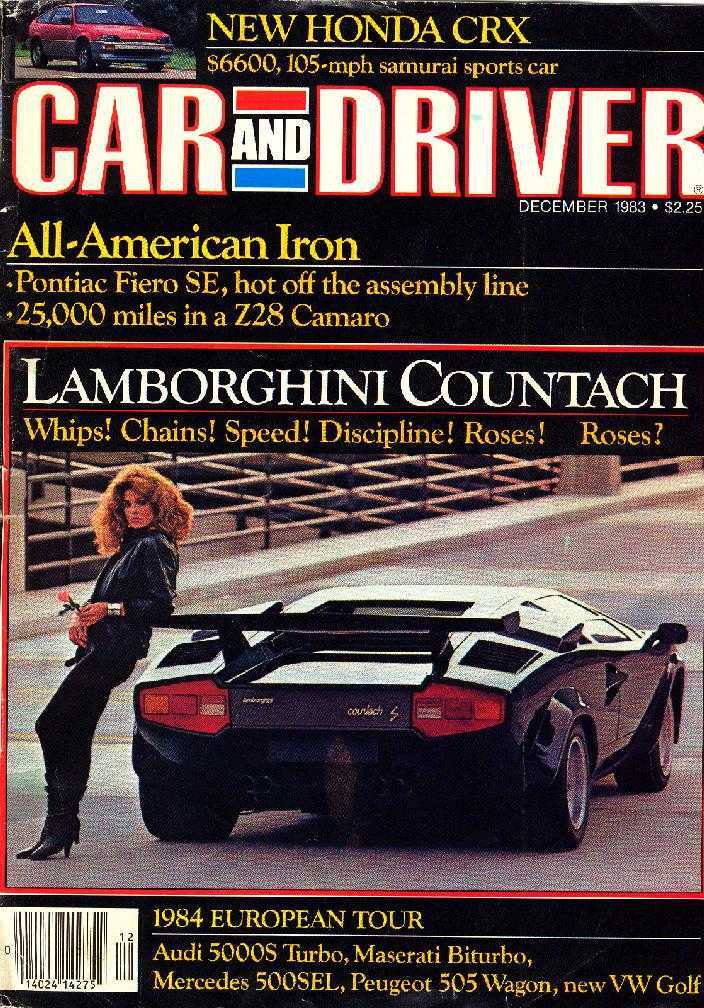 NEW HONDA CRX
$6600, 105-mph samurai sports car
CAR AND DRIVER
®
DECEMBER 1983 • $2.25
All-American Iron
·Pontiac Fiero SE, hot off the assembly line
·25,000 miles in a Z28 Camaro
LAMBORGHINI COUNTACH
Whips! Chains! Speed! Discipline! Roses! Roses?
lamborghini
countach S
1984 EUROPEAN TOUR
Audi 5000S Turbo, Maserati Biturbo,
Mercedes 500SEL, Peugeot 505 Wagon, new VW Golf
12
0 14024 14275